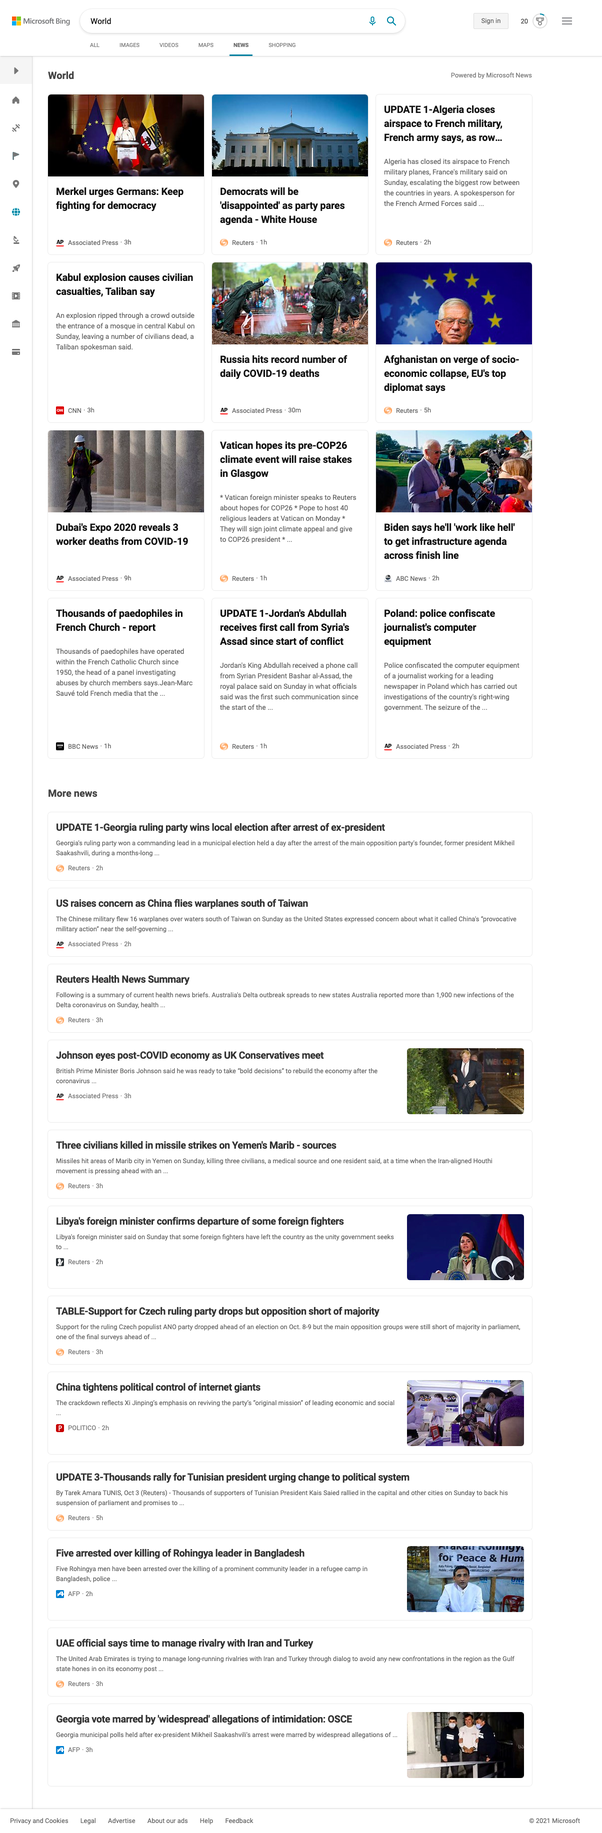 Microsoft Bing
World
Sign in
20
ALL IMAGES VIDEOS MAPS NEWS SHOPPING
World
Powered by Microsoft News
Merkel urges Germans: Keep
fighting for democracy
AP Associated Press · 3h
Democrats will be
'disappointed' as party pares
agenda - White House
Reuters · 1h
UPDATE 1-Algeria closes
airspace to French military,
French army says, as row...
Algeria has closed its airspace to French
military planes, France's military said on
Sunday, escalating the biggest row between
the countries in years. A spokesperson for
the French Armed Forces said ...
Reuters · 2h
Kabul explosion causes civilian
casualties, Taliban say
An explosion ripped through a crowd outside
the entrance of a mosque in central Kabul on
Sunday, leaving a number of civilians dead, a
Taliban spokesman said.
CNN · 3h
Russia hits record number of
daily COVID-19 deaths
AP Associated Press · 30m
Afghanistan on verge of socio-
economic collapse, EU's top
diplomat says
Reuters · 5h
Dubai's Expo 2020 reveals 3
worker deaths from COVID-19
AP Associated Press · 9h
Vatican hopes its pre-COP26
climate event will raise stakes
in Glasgow
* Vatican foreign minister speaks to Reuters
about hopes for COP26 * Pope to host 40
religious leaders at Vatican on Monday *
They will sign joint climate appeal and give
to COP26 president * ...
Reuters · 1h
Biden says he'll 'work like hell'
to get infrastructure agenda
across finish line
ABC News · 2h
Thousands of paedophiles in
French Church - report
Thousands of paedophiles have operated
within the French Catholic Church since
1950, the head of a panel investigating
abuses by church members says.Jean-Marc
Sauvé told French media that the ...
BBC News · 1h
UPDATE 1-Jordan's Abdullah
receives first call from Syria's
Assad since start of conflict
Jordan's King Abdullah received a phone call
from Syrian President Bashar al-Assad, the
royal palace said on Sunday in what officials
said was the first such communication since
the start of the ...
Reuters · 1h
Poland: police confiscate
journalist's computer
equipment
Police confiscated the computer equipment
of a journalist working for a leading
newspaper in Poland which has carried out
investigations of the country's right-wing
government. The seizure of the ...
AP Associated Press · 2h
More news
UPDATE 1-Georgia ruling party wins local election after arrest of ex-president
Georgia's ruling party won a commanding lead in a municipal election held a day after the arrest of the main opposition party's founder, former president Mikheil
Saakashvili, during a months-long ...
Reuters · 2h
US raises concern as China flies warplanes south of Taiwan
The Chinese military flew 16 warplanes over waters south of Taiwan on Sunday as the United States expressed concern about what it called China's "provocative
military action" near the self-governing ...
AP Associated Press · 2h
Reuters Health News Summary
Following is a summary of current health news briefs. Australia's Delta outbreak spreads to new states Australia reported more than 1,900 new infections of the
Delta coronavirus on Sunday, health ...
Reuters · 3h
Johnson eyes post-COVID economy as UK Conservatives meet
British Prime Minister Boris Johnson said he was ready to take "bold decisions" to rebuild the economy after the
coronavirus ...
AP Associated Press · 3h
Three civilians killed in missile strikes on Yemen's Marib - sources
Missiles hit areas of Marib city in Yemen on Sunday, killing three civilians, a medical source and one resident said, at a time when the Iran-aligned Houthi
movement is pressing ahead with an ...
Reuters · 3h
Libya's foreign minister confirms departure of some foreign fighters
Libya's foreign minister said on Sunday that some foreign fighters have left the country as the unity government seeks
to ...
Reuters · 2h
TABLE-Support for Czech ruling party drops but opposition short of majority
Support for the ruling Czech populist ANO party dropped ahead of an election on Oct. 8-9 but the main opposition groups were still short of majority in parliament,
one of the final surveys ahead of ...
Reuters · 3h
China tightens political control of internet giants
The crackdown reflects Xi Jinping's emphasis on reviving the party's "original mission" of leading economic and social
...
POLITICO · 2h
UPDATE 3-Thousands rally for Tunisian president urging change to political system
By Tarek Amara TUNIS, Oct 3 (Reuters) - Thousands of supporters of Tunisian President Kais Saied rallied in the capital and other cities on Sunday to back his
suspension of parliament and promises to ...
Reuters · 5h
Five arrested over killing of Rohingya leader in Bangladesh
Five Rohingya men have been arrested over the killing of a prominent community leader in a refugee camp in
Bangladesh, police ...
AFP · 2h
Arakan Rohingya
for Peace & Hum
UAE official says time to manage rivalry with Iran and Turkey
The United Arab Emirates is trying to manage long-running rivalries with Iran and Turkey through dialog to avoid any new confrontations in the region as the Gulf
state hones in on its economy post ...
Reuters · 3h
Georgia vote marred by 'widespread' allegations of intimidation: OSCE
Georgia municipal polls held after ex-president Mikheil Saakashvili's arrest were marred by widespread allegations of ...
AFP · 3h
Privacy and Cookies Legal Advertise About our ads Help Feedback
© 2021 Microsoft